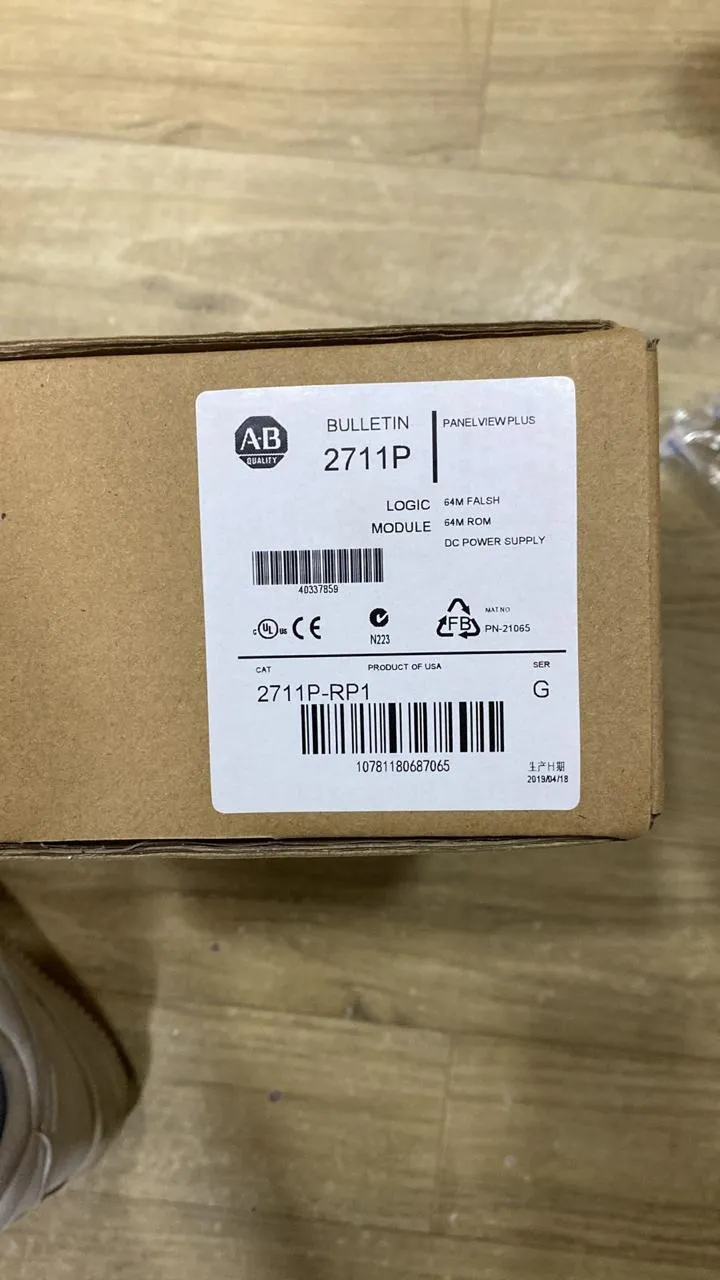 A·B
QUALITY
BULLETIN
2711P
PANELVIEW PLUS
LOGIC
MODULE
64M FALSH
64M ROM
DC POWER SUPPLY
40337859
c UL us CE
N223
FB
MAT NO
PN-21065
CAT
PRODUCT OF USA
SER
2711P-RP1
G
10781180687065
生产日期
2019/04/18